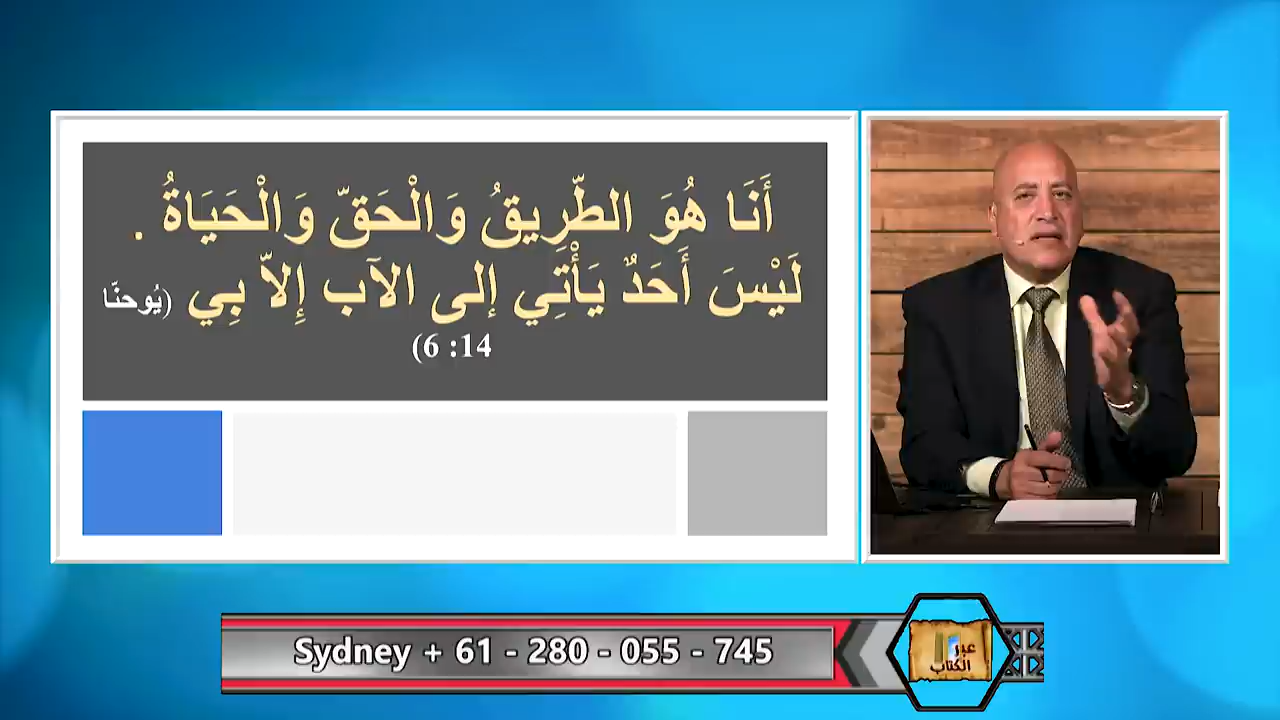 أَنَا هُوَ الطّرِيقُ وَالْحَقّ وَالْحَيَاةُ .
لَيْسَ أَحَدٌ يَأْتَِي إلى الآب إِلاّ بِي (يُوحنّا
14: 6)
Sydney + 61 - 280 - 055 - 745
عبر
الكتاب